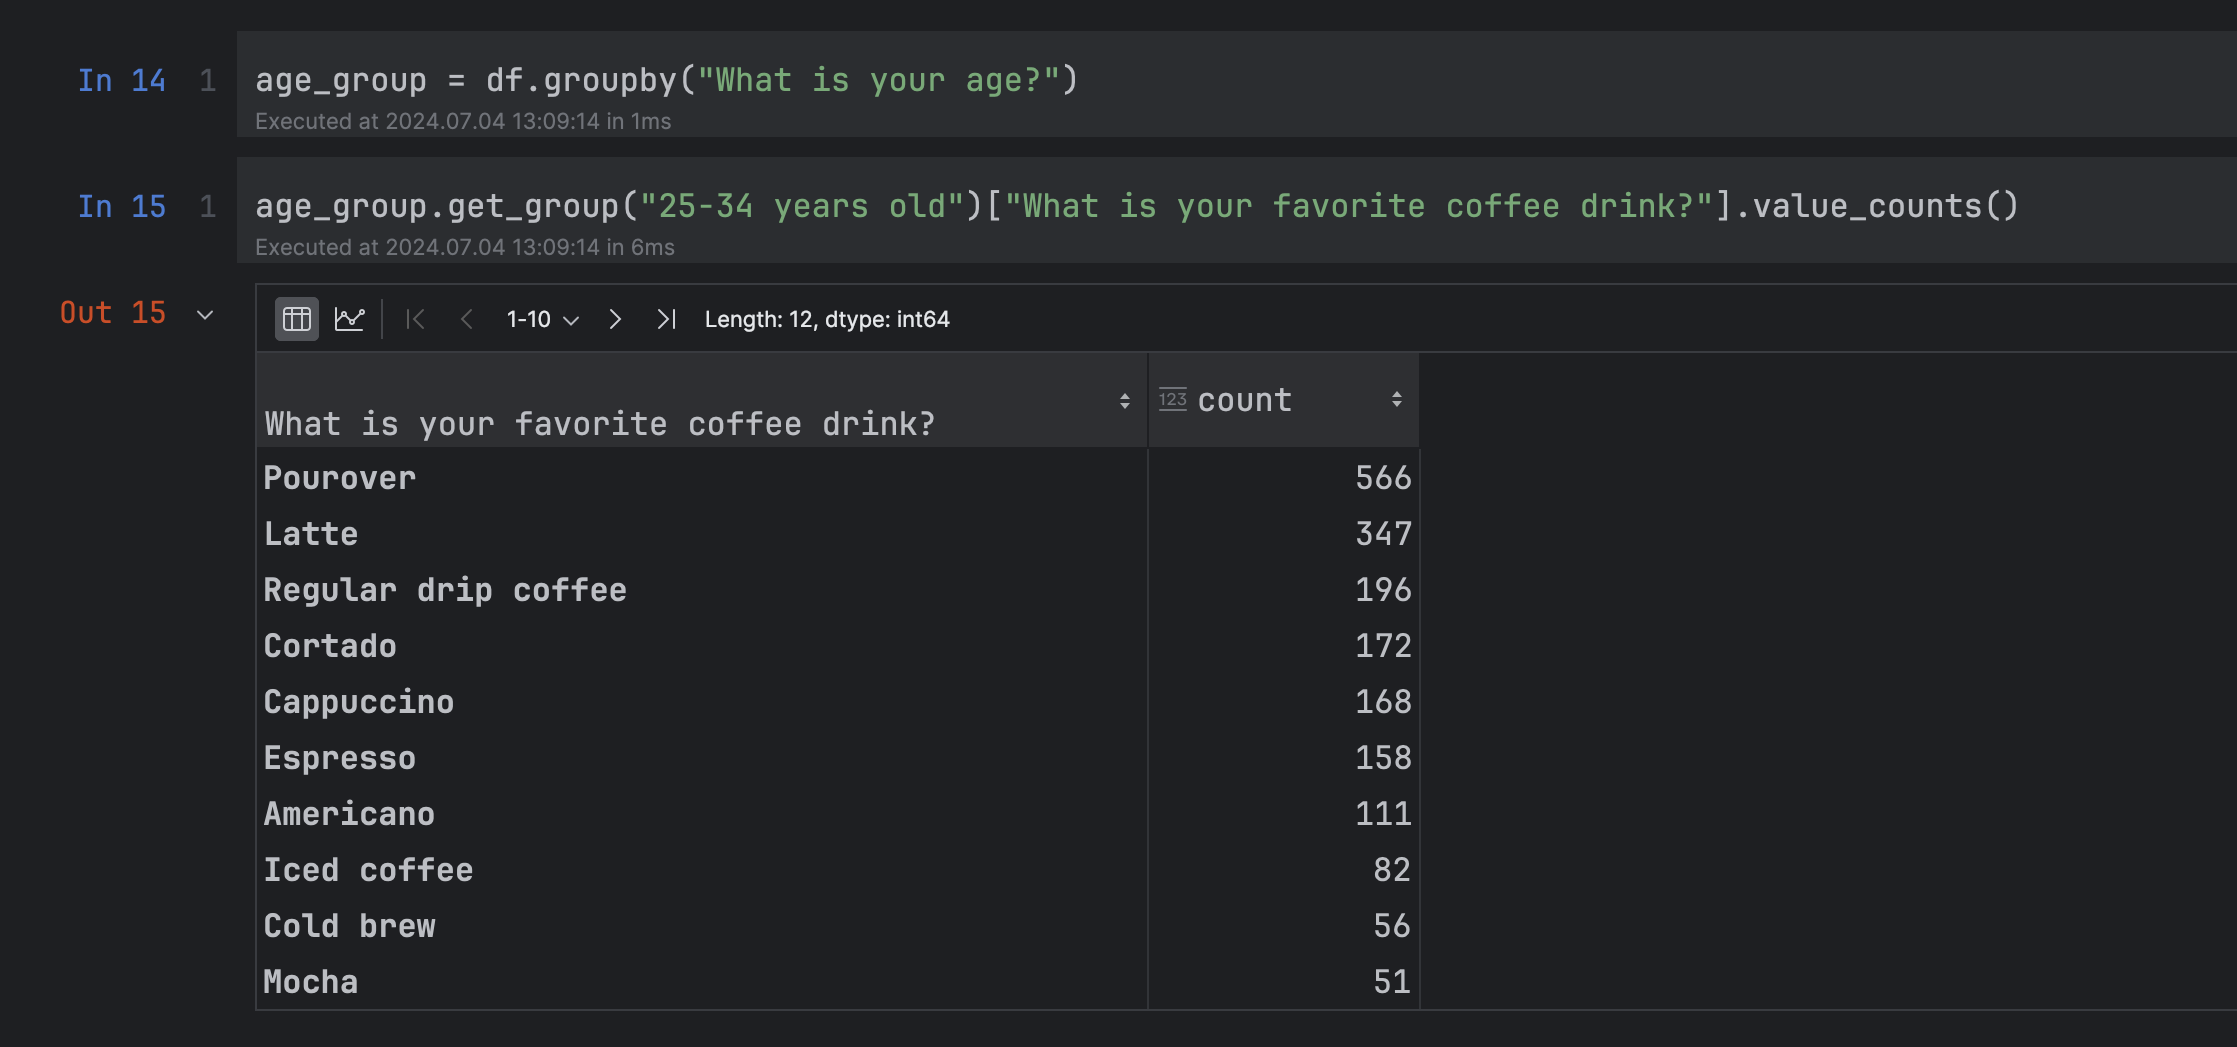 In 14 1 age_group = df.groupby("What is your age?")
Executed at 2024.07.04 13:09:14 in 1ms
In 15 1 age_group.get_group("25-34 years old")["What is your favorite coffee drink?"].value_counts()
Executed at 2024.07.04 13:09:14 in 6ms
Out 15 1-10 Length: 12, dtype: int64
What is your favorite coffee drink? 123 count
Pourover 566
Latte 347
Regular drip coffee 196
Cortado 172
Cappuccino 168
Espresso 158
Americano 111
Iced coffee 82
Cold brew 56
Mocha 51